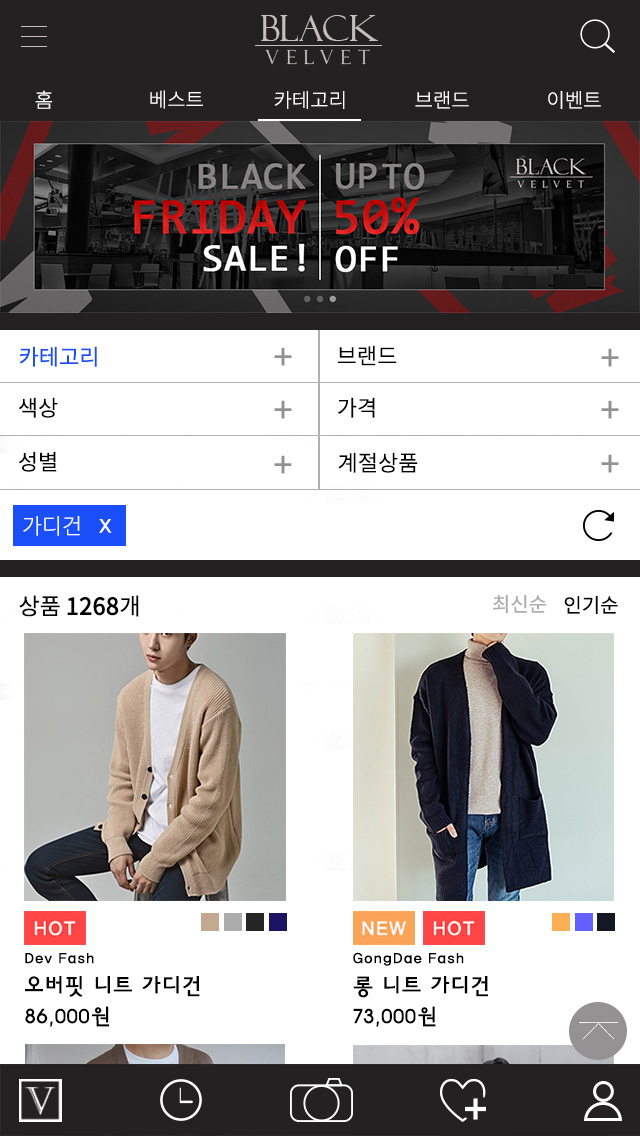 BLACK
VELVET
홈 베스트 카테고리 브랜드 이벤트
BLACK UP TO
FRIDAY 50%
SALE! OFF
BLACK
VELVET
카테고리 + 브랜드 +
색상 + 가격 +
성별 + 계절상품 +
가디건 X
상품 1268개 최신순 인기순
HOT
Dev Fash
오버핏 니트 가디건
86,000원
NEW HOT
GongDae Fash
롱 니트 가디건
73,000원
V